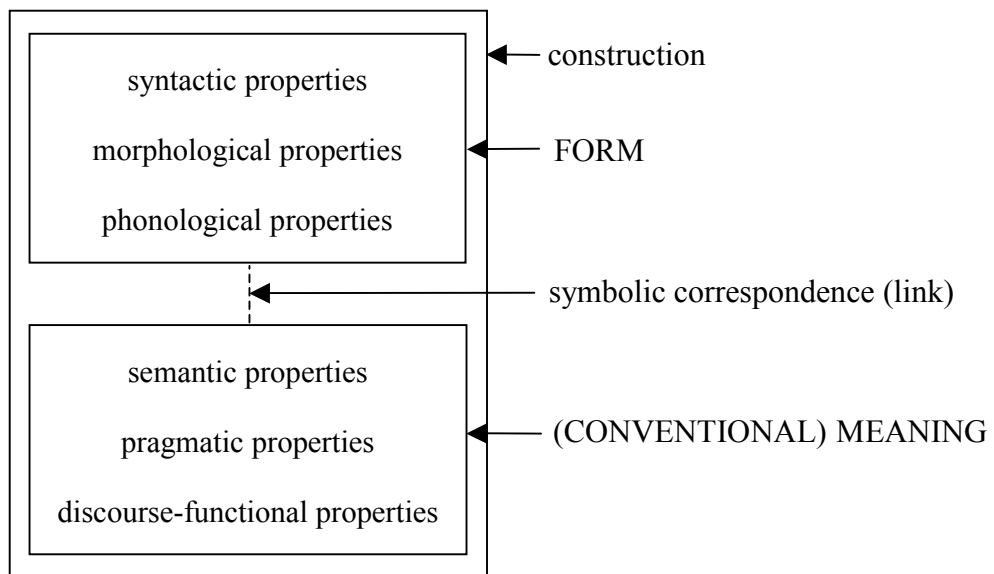 construction
syntactic properties
morphological properties
FORM
phonological properties
symbolic correspondence (link)
semantic properties
pragmatic properties
(CONVENTIONAL) MEANING
discourse-functional properties